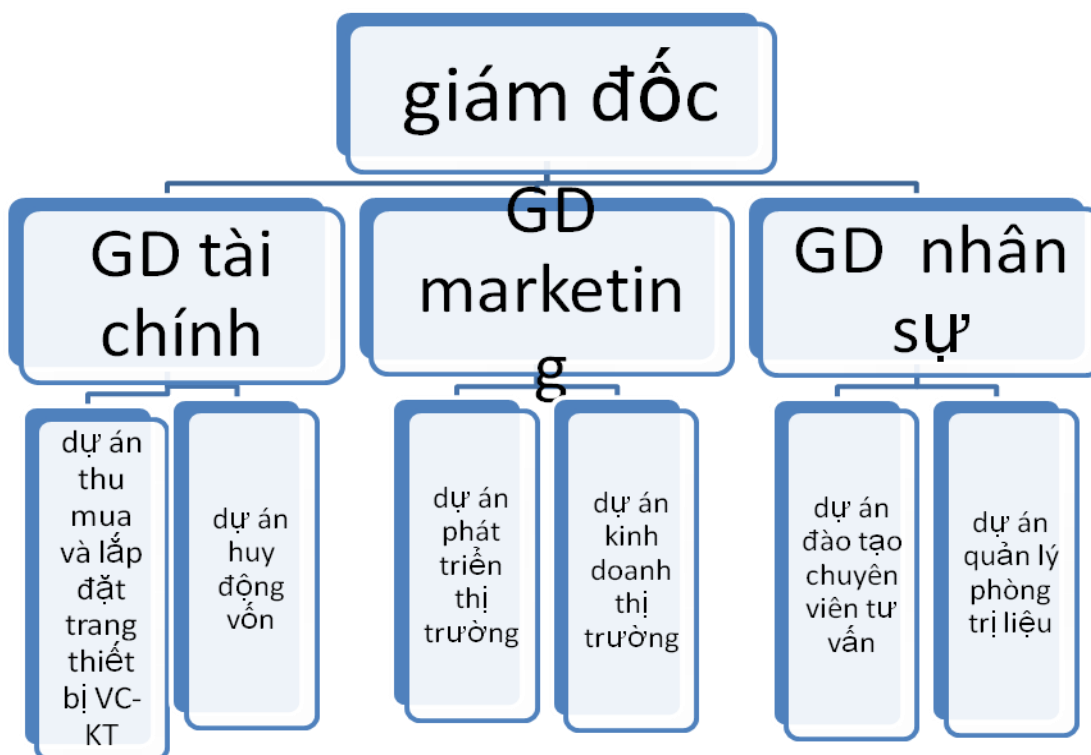 giám đốc
GD tài
chính
GD
marketin
g
GD nhân
sự
dự án
thu
mua
và lắp
đặt
trang
thiết
bị VC-
KT
dự án
huy
động
vốn
dự án
phát
triển
thị
trường
dự án
kinh
doanh
thị
trường
dự án
đào tạo
chuyên
viên tư
vấn
dự án
quản lý
phòng
trị liệu